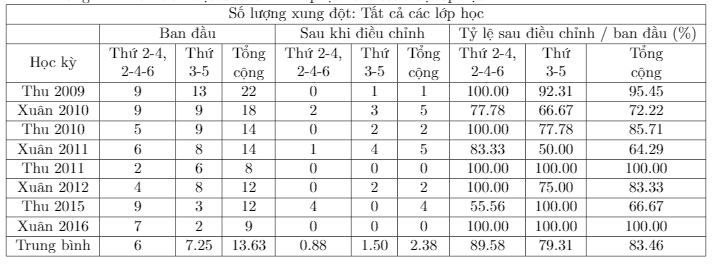 Số lượng xung đột: Tất cả các lớp học
Ban đầu Sau khi điều chỉnh Tỷ lệ sau điều chỉnh / ban đầu (%)
Học kỳ Thứ 2-4, 2-4-6 Thứ 3-5 Tổng cộng Thứ 2-4, 2-4-6 Thứ 3-5 Tổng cộng Thứ 2-4, 2-4-6 Thứ 3-5 Tổng cộng
Thu 2009 9 13 22 0 1 1 100.00 92.31 95.45
Xuân 2010 9 9 18 2 3 5 77.78 66.67 72.22
Thu 2010 5 9 14 0 2 2 100.00 77.78 85.71
Xuân 2011 6 8 14 1 4 5 83.33 50.00 64.29
Thu 2011 2 6 8 0 0 0 100.00 100.00 100.00
Xuân 2012 4 8 12 0 2 2 100.00 75.00 83.33
Thu 2015 9 3 12 4 0 4 55.56 100.00 66.67
Xuân 2016 7 2 9 0 0 0 100.00 100.00 100.00
Trung bình 6 7.25 13.63 0.88 1.50 2.38 89.58 79.31 83.46